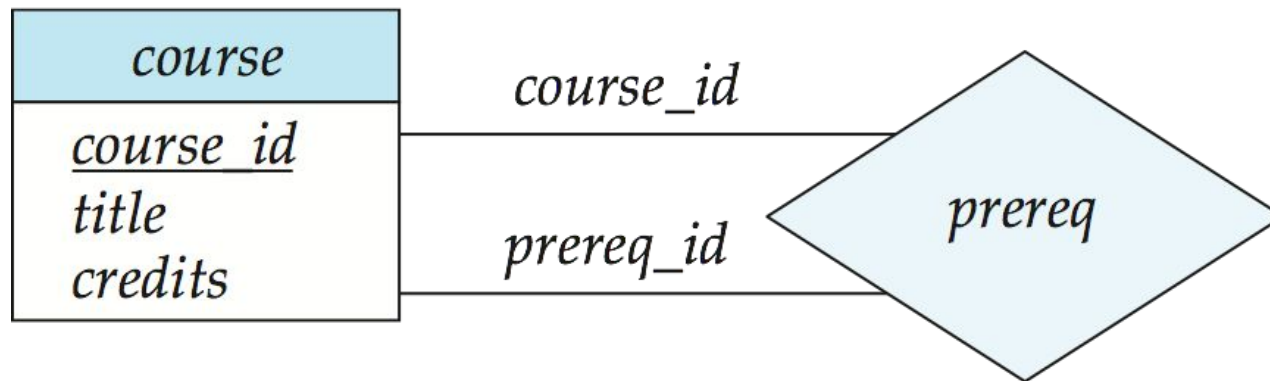 course
course_id
title
credits
course_id
prereq_id
prereq